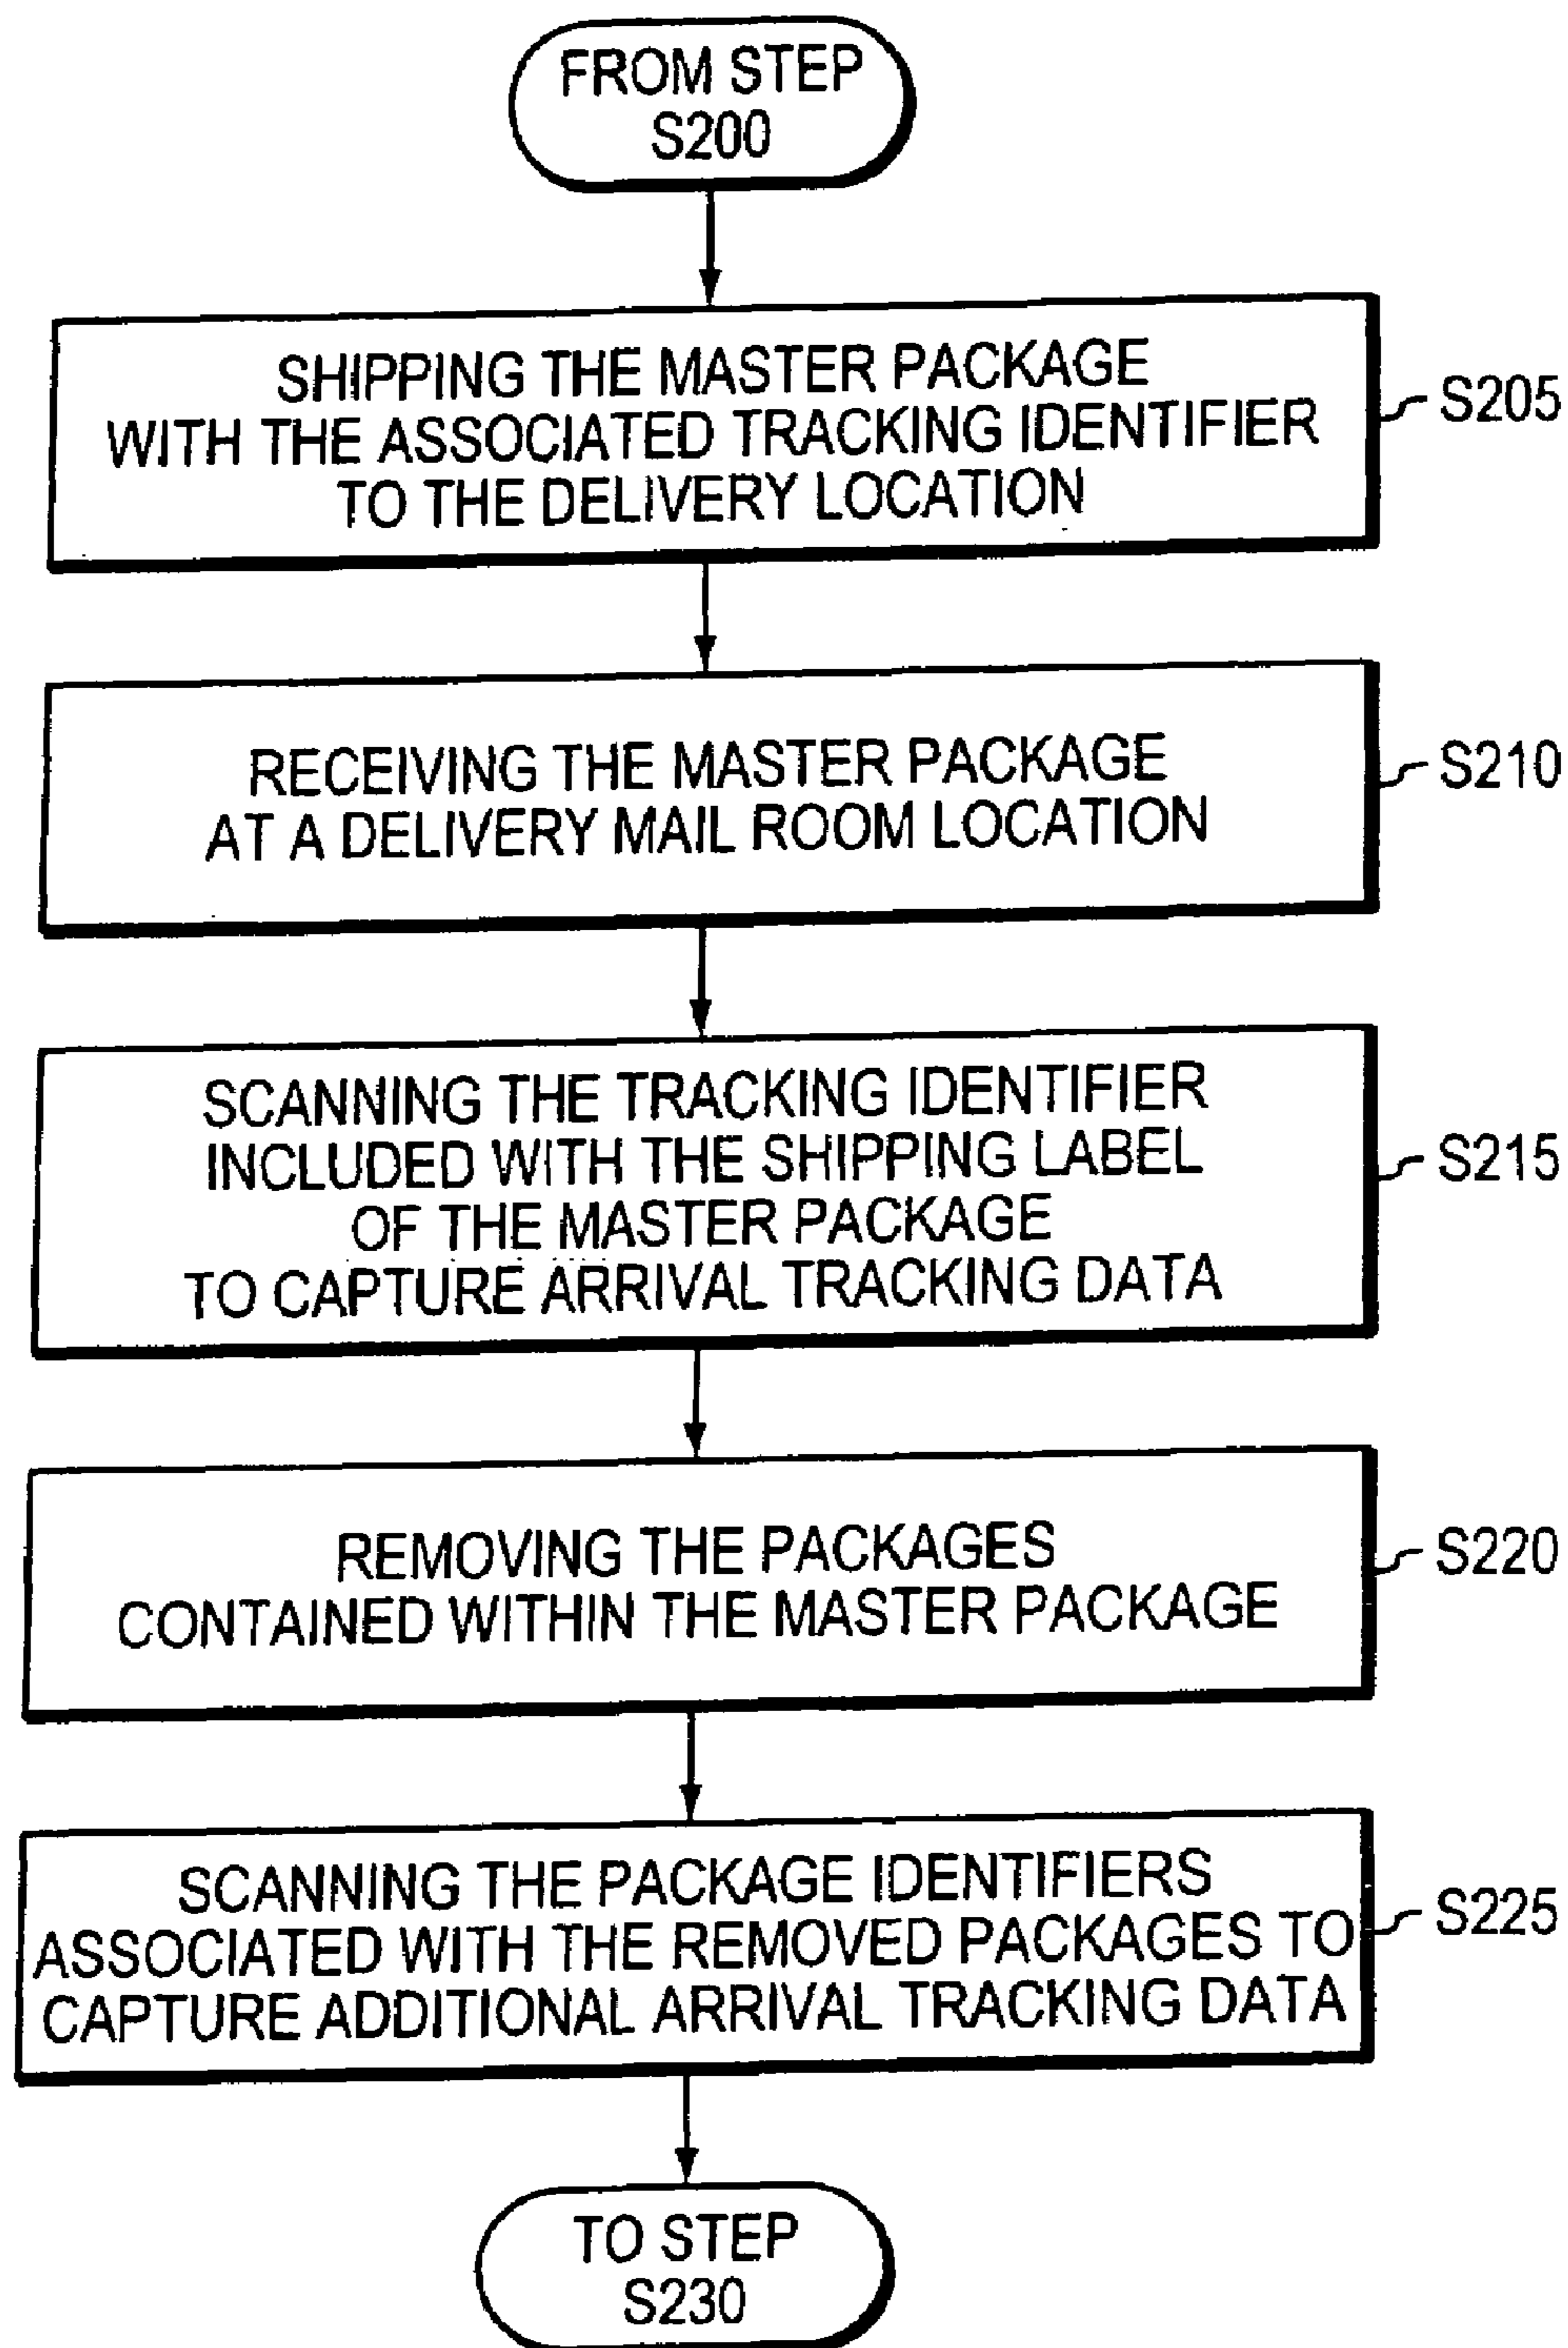 FROM STEP
S200
SHIPPING THE MASTER PACKAGE
WITH THE ASSOCIATED TRACKING IDENTIFIER
TO THE DELIVERY LOCATION
S205
RECEIVING THE MASTER PACKAGE
AT A DELIVERY MAIL ROOM LOCATION
S210
SCANNING THE TRACKING IDENTIFIER
INCLUDED WITH THE SHIPPING LABEL
OF THE MASTER PACKAGE
TO CAPTURE ARRIVAL TRACKING DATA
S215
REMOVING THE PACKAGES
CONTAINED WITHIN THE MASTER PACKAGE
S220
SCANNING THE PACKAGE IDENTIFIERS
ASSOCIATED WITH THE REMOVED PACKAGES TO
CAPTURE ADDITIONAL ARRIVAL TRACKING DATA
S225
TO STEP
S230